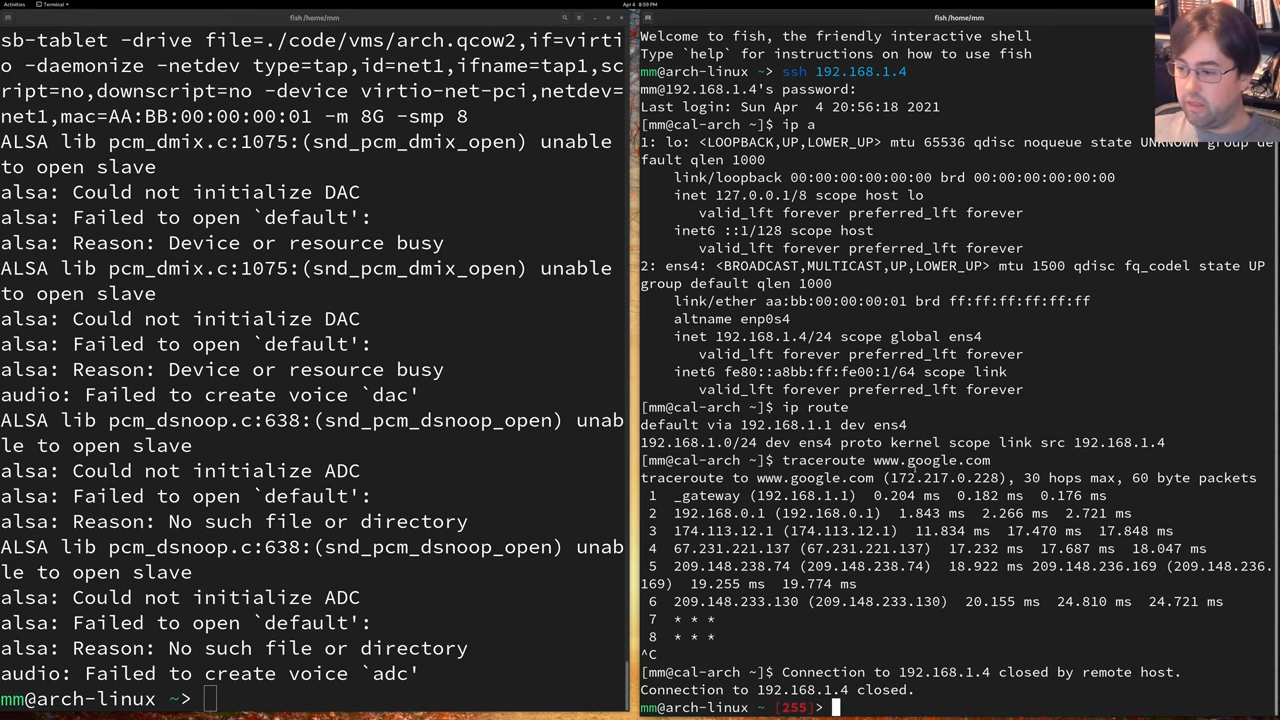 Activities
Terminal
Apr 4 8:59 PM
fish /home/mm
sb-tablet -drive file=./code/vms/arch.qcow2,if=virti
o -daemonize -netdev type=tap,id=net1,ifname=tap1,sc
ript=no,downscript=no -device virtio-net-pci,netdev=
net1,mac=AA:BB:00:00:00:01 -m 8G -smp 8
ALSA lib pcm_dmix.c:1075:(snd_pcm_dmix_open) unable
to open slave
alsa: Could not initialize DAC
alsa: Failed to open `default':
alsa: Reason: Device or resource busy
ALSA lib pcm_dmix.c:1075:(snd_pcm_dmix_open) unable
to open slave
alsa: Could not initialize DAC
alsa: Failed to open `default':
alsa: Reason: Device or resource busy
audio: Failed to create voice `dac'
ALSA lib pcm_dsnoop.c:638:(snd_pcm_dsnoop_open) unab
le to open slave
alsa: Could not initialize ADC
alsa: Failed to open `default':
alsa: Reason: No such file or directory
ALSA lib pcm_dsnoop.c:638:(snd_pcm_dsnoop_open) unab
le to open slave
alsa: Could not initialize ADC
alsa: Failed to open `default':
alsa: Reason: No such file or directory
audio: Failed to create voice `adc'
mm@arch-linux ~>
fish /home/mm
Welcome to fish, the friendly interactive shell
Type `help` for instructions on how to use fish
mm@arch-linux ~> ssh 192.168.1.4
mm@192.168.1.4's password:
Last login: Sun Apr  4 20:56:18 2021
[mm@cal-arch ~]$ ip a
1: lo: <LOOPBACK,UP,LOWER_UP> mtu 65536 qdisc noqueue state UNKNOWN group de
fault qlen 1000
link/loopback 00:00:00:00:00:00 brd 00:00:00:00:00:00
inet 127.0.0.1/8 scope host lo
valid_lft forever preferred_lft forever
inet6 ::1/128 scope host
valid_lft forever preferred_lft forever
2: ens4: <BROADCAST,MULTICAST,UP,LOWER_UP> mtu 1500 qdisc fq_codel state UP
group default qlen 1000
link/ether aa:bb:00:00:00:01 brd ff:ff:ff:ff:ff:ff
altname enp0s4
inet 192.168.1.4/24 scope global ens4
valid_lft forever preferred_lft forever
inet6 fe80::a8bb:ff:fe00:1/64 scope link
valid_lft forever preferred_lft forever
[mm@cal-arch ~]$ ip route
default via 192.168.1.1 dev ens4
192.168.1.0/24 dev ens4 proto kernel scope link src 192.168.1.4
[mm@cal-arch ~]$ traceroute www.google.com
traceroute to www.google.com (172.217.0.228), 30 hops max, 60 byte packets
1  _gateway (192.168.1.1)  0.204 ms  0.182 ms  0.176 ms
2  192.168.0.1 (192.168.0.1)  1.843 ms  2.266 ms  2.721 ms
3  174.113.12.1 (174.113.12.1)  11.834 ms  17.470 ms  17.848 ms
4  67.231.221.137 (67.231.221.137)  17.232 ms  17.687 ms  18.047 ms
5  209.148.238.74 (209.148.238.74)  18.922 ms 209.148.236.169 (209.148.236.
169)  19.255 ms  19.774 ms
6  209.148.233.130 (209.148.233.130)  20.155 ms  24.810 ms  24.721 ms
7  * * *
8  * * *
^C
[mm@cal-arch ~]$ Connection to 192.168.1.4 closed by remote host.
Connection to 192.168.1.4 closed.
mm@arch-linux ~ [255]>